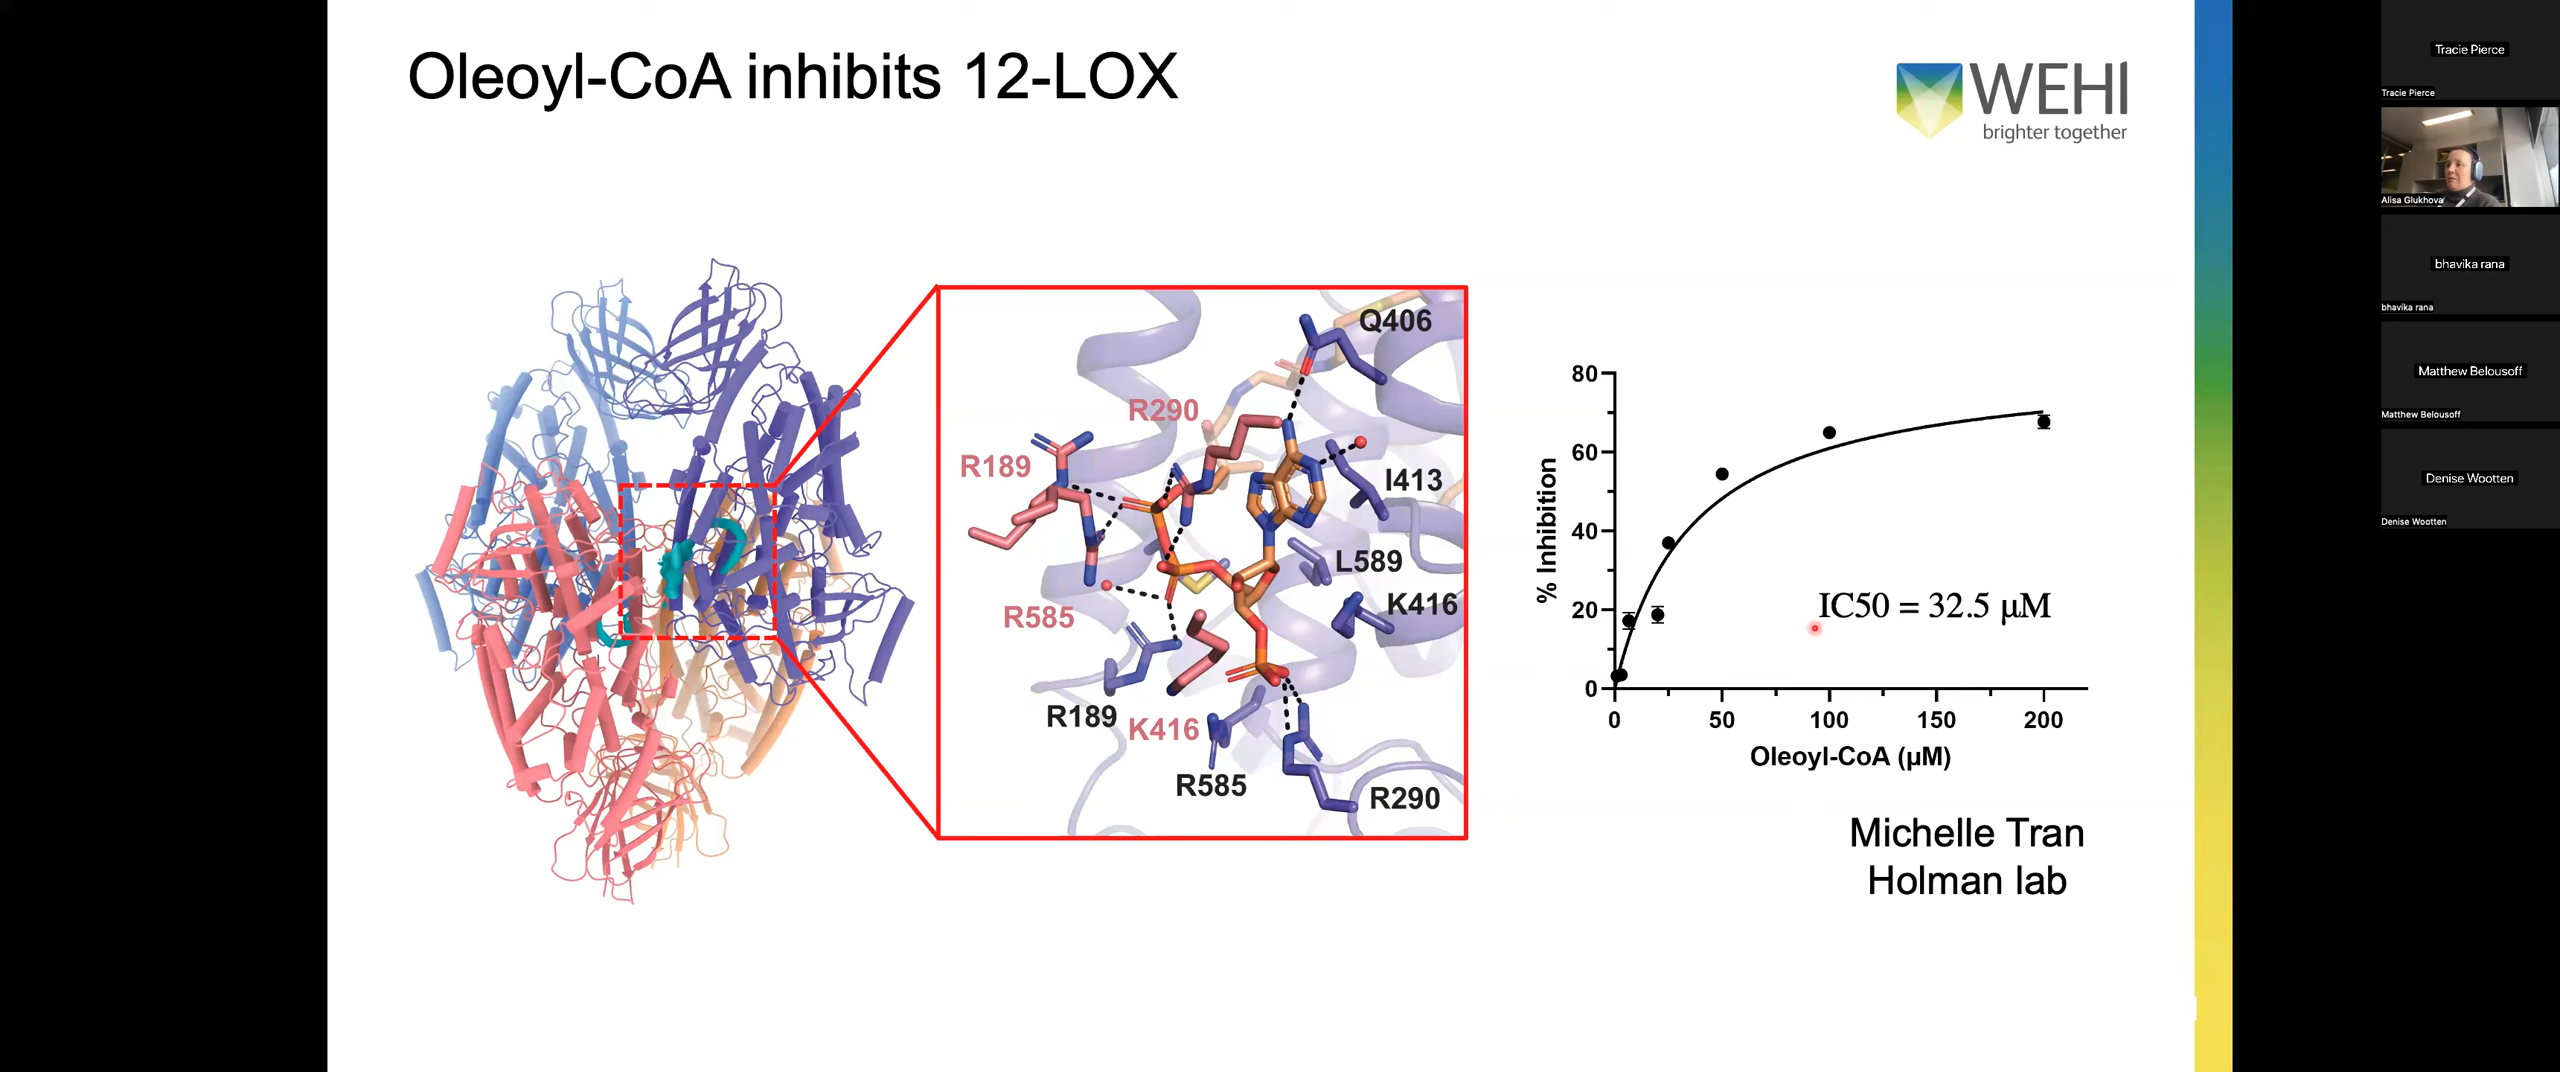 Oleoyl-CoA inhibits 12-LOX
WEHI
brighter together
Q406
R290
R189
I413
L589
R585
K416
R189
K416
R585
R290
80
60
40
20
0
% Inhibition
IC50 = 32.5 µM
0 50 100 150 200
Oleoyl-CoA (µM)
Michelle Tran
Holman lab
Tracie Pierce
Tracie Pierce
Alisa Glukhova
bhavika rana
bhavika rana
Matthew Belousoff
Matthew Belousoff
Denise Wootten
Denise Wootten